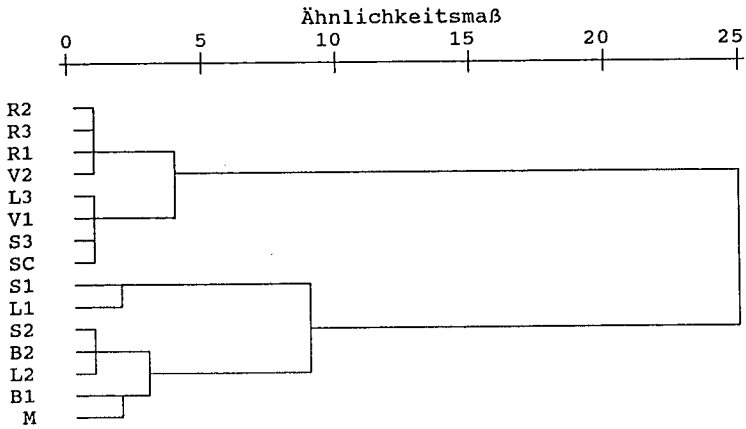 Ähnlichkeitsmaß
0 5 10 15 20 25
R2
R3
R1
V2
L3
V1
S3
SC
S1
L1
S2
B2
L2
B1
M